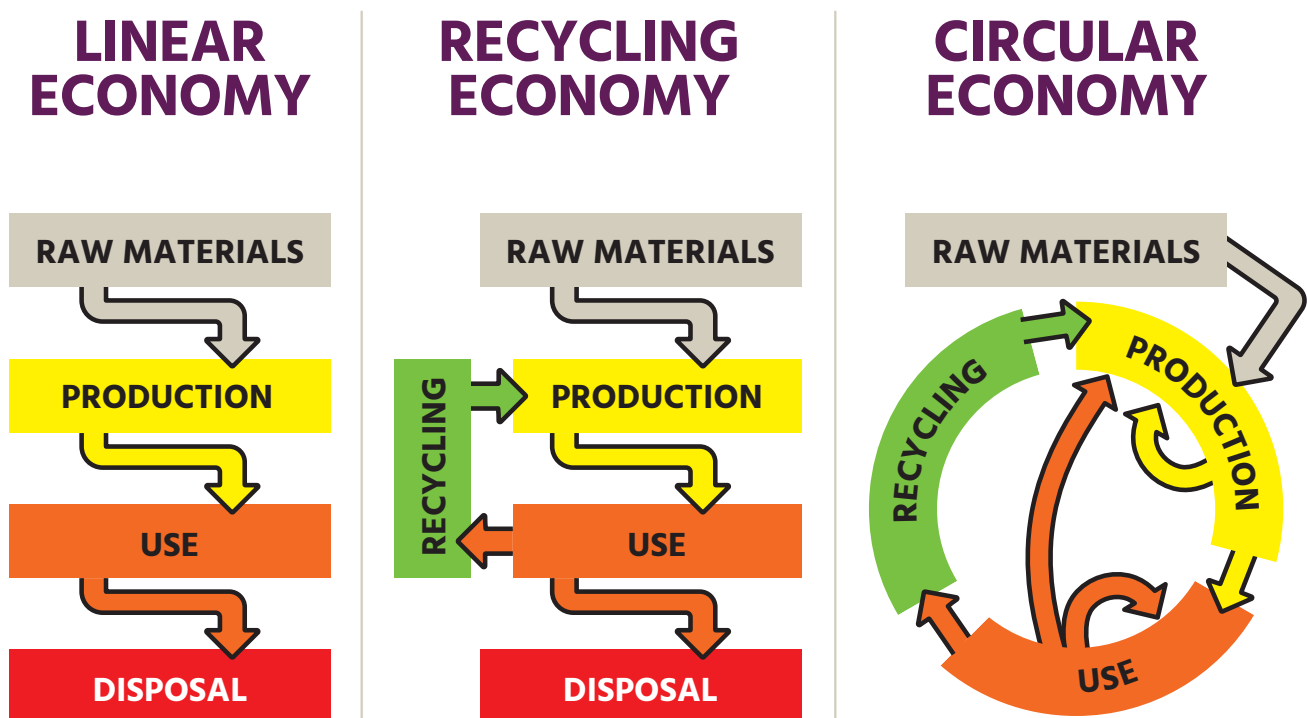 LINEAR
ECONOMY
RAW MATERIALS
PRODUCTION
USE
DISPOSAL
RECYCLING
ECONOMY
RAW MATERIALS
RECYCLING
PRODUCTION
USE
DISPOSAL
CIRCULAR
ECONOMY
RAW MATERIALS
PRODUCTION
RECYCLING
USE